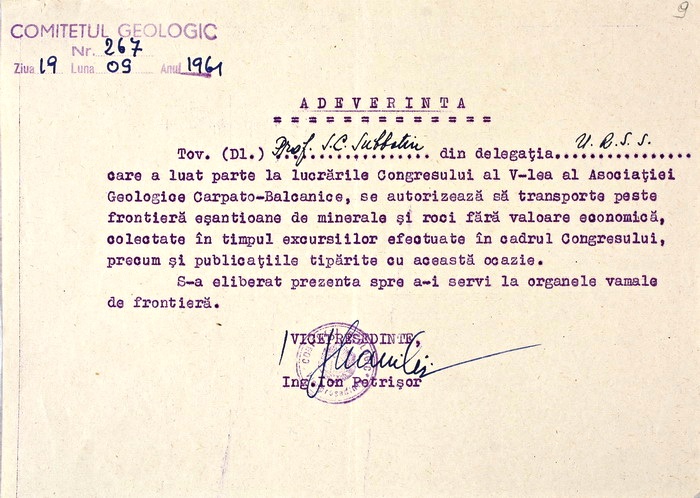 9
COMITETUL GEOLOGIC
Nr. 267
Ziua 19 Luna 09 Anul 1961
ADEVERINTA
Tov. (Dl.) Prof. S.C. Subbotin din delegaţia U.R.S.S.
care a luat parte la lucrările Congresului al V-lea al Asociaţiei
Geologice Carpato-Balcanice, se autorizează să transporte peste
frontieră eşantioane de minerale şi roci fără valoare economică,
colectate în timpul excursiilor efectuate în cadrul Congresului,
precum şi publicaţiile tipărite cu această ocazie.
S-a eliberat prezenta spre a-i servi la organele vamale
de frontieră.
VICEPRESEDINTE,
Ing.Ion Petrişor